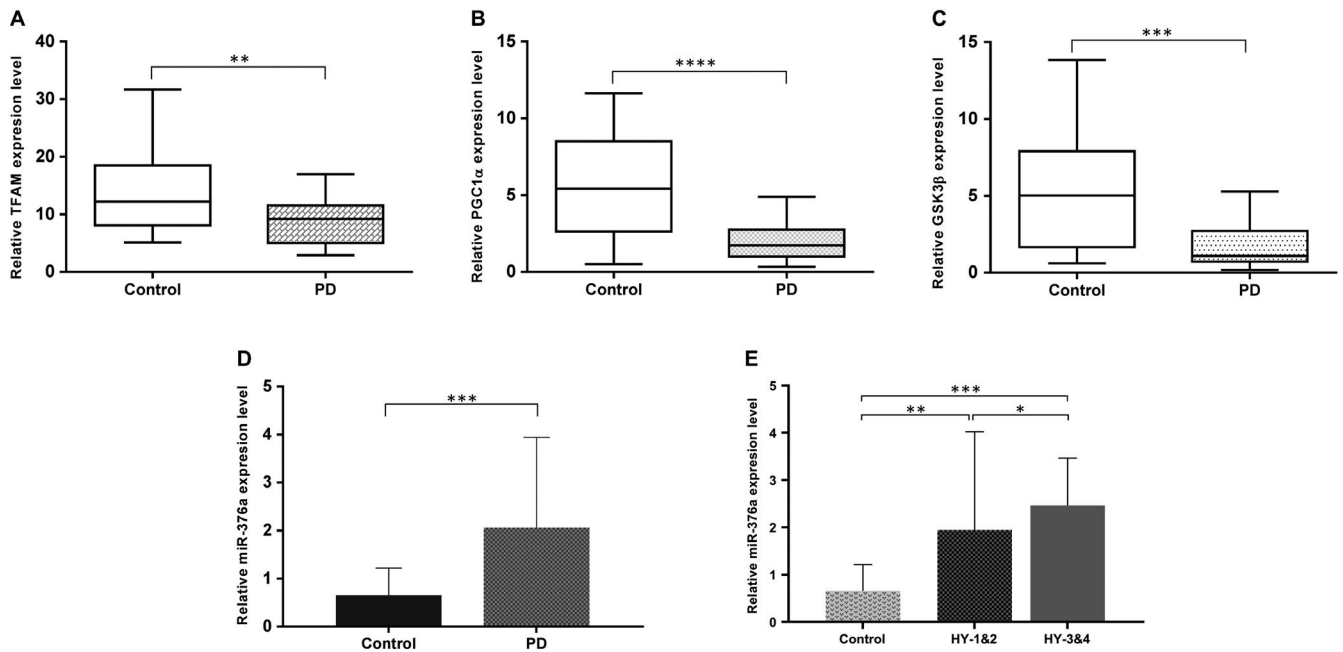 A
Relative TFAM expresion level
40
30
20
10
0
**
Control
PD
B
Relative PGC1α expresion level
15
10
5
0
****
Control
PD
C
Relative GSK3β expresion level
15
10
5
0
***
Control
PD
D
Relative miR-376a expresion level
5
4
3
2
1
0
***
Control
PD
E
Relative miR-376a expresion level
5
4
3
2
1
0
***
**
*
Control
HY-1&2
HY-3&4